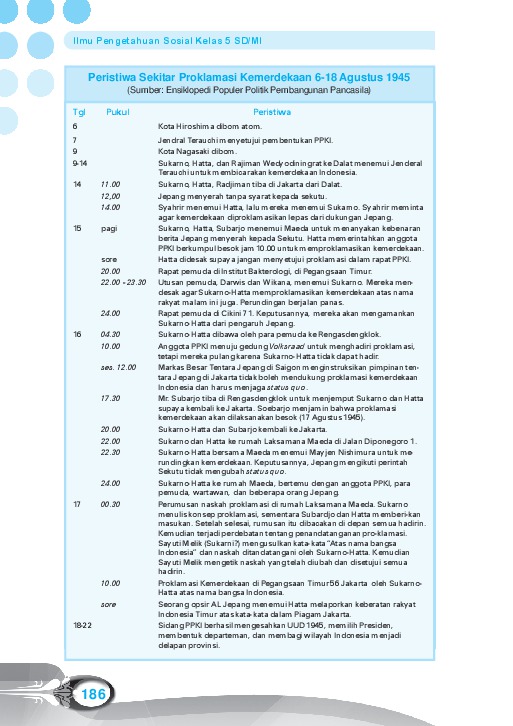 Ilmu Pengetahuan Sosial Kelas 5 SD/MI
Peristiwa Sekitar Proklamasi Kemerdekaan 6-18 Agustus 1945
(Sumber: Ensiklopedi Populer Politik Pembangunan Pancasila)
Tgl Pukul Peristiwa
6 Kota Hiroshima dibom atom.
7 Jendral Terauchi menyetujui pembentukan PPKI.
9 Kota Nagasaki dibom.
9-14 Sukarno, Hatta, dan Rajiman Wedyodningrat ke Dalat menemui Jenderal
Terauchi untuk membicarakan kemerdekaan Indonesia.
14 11.00 Sukarno, Hatta, Radjiman tiba di Jakarta dari Dalat.
12,00 Jepang menyerah tanpa syarat kepada sekutu.
14.00 Syahrir menemui Hatta, lalu mereka menemui Sukarno. Syahrir meminta
agar kemerdekaan diproklamasikan lepas dari dukungan Jepang.
15 pagi Sukarno, Hatta, Subarjo menemui Maeda untuk menanyakan kebenaran
berita Jepang menyerah kepada Sekutu. Hatta memerintahkan anggota
PPKI berkumpul besok jam 10.00 untuk memproklamasikan kemerdekaan.
sore Hatta didesak supaya jangan menyetujui proklamasi dalam rapat PPKI.
20.00 Rapat pemuda di Institut Bakterologi, di Pegangsaan Timur.
22.00 - 23.30 Utusan pemuda, Darwis dan Wikana, menemui Sukarno. Mereka men-
desak agar Sukarno-Hatta memproklamasikan kemerdekaan atas nama
rakyat malam ini juga. Perundingan berjalan panas.
24.00 Rapat pemuda di Cikini 71. Keputusannya, mereka akan mengamankan
Sukarno Hatta dari pengaruh Jepang.
16 04.30 Sukarno Hatta dibawa oleh para pemuda ke Rengasdengklok.
10.00 Anggota PPKI menuju gedung Volksraad untuk menghadiri proklamasi,
tetapi mereka pulang karena Sukarno-Hatta tidak dapat hadir.
ses. 12.00 Markas Besar Tentara Jepang di Saigon menginstruksikan pimpinan ten-
tara Jepang di Jakarta tidak boleh mendukung proklamasi kemerdekaan
Indonesia dan harus menjaga status quo.
17.30 Mr. Subarjo tiba di Rengasdengklok untuk menjemput Sukarno dan Hatta
supaya kembali ke Jakarta. Soebarjo menjamin bahwa proklamasi
kemerdekaan akan dilaksanakan besok (17 Agustus 1945).
20.00 Sukarno Hatta dan Subarjo kembali ke Jakarta.
22.00 Sukarno dan Hatta ke rumah Laksamana Maeda di Jalan Diponegoro 1.
22.30 Sukarno Hatta bersama Maeda menemui Mayjen Nishimura untuk me-
rundingkan kemerdekaan. Keputusannya, Jepang mengikuti perintah
Sekutu tidak mengubah status quo.
24.00 Sukarno Hatta ke rumah Maeda, bertemu dengan anggota PPKI, para
pemuda, wartawan, dan beberapa orang Jepang.
17 00.30 Perumusan naskah proklamasi di rumah Laksamana Maeda. Sukarno
menulis konsep proklamasi, sementara Subardjo dan Hatta memberi-kan
masukan. Setelah selesai, rumusan itu dibacakan di depan semua hadirin.
Kemudian terjadi perdebatan tentang penandatanganan pro-klamasi.
Sayuti Melik (Sukarni?) mengusulkan kata-kata "Atas nama bangsa
Indonesia" dan naskah ditandatangani oleh Sukarno-Hatta. Kemudian
Sayuti Melik mengetik naskah yang telah diubah dan disetujui semua
hadirin.
10.00 Proklamasi Kemerdekaan di Pegangsaan Timur 56 Jakarta oleh Sukarno-
Hatta atas nama bangsa Indonesia.
sore Seorang opsir AL Jepang menemui Hatta melaporkan keberatan rakyat
Indonesia Timur atas kata-kata dalam Piagam Jakarta.
18-22 Sidang PPKI berhasil mengesahkan UUD 1945, memilih Presiden,
membentuk departeman, dan membagi wilayah Indonesia menjadi
delapan provinsi.
186